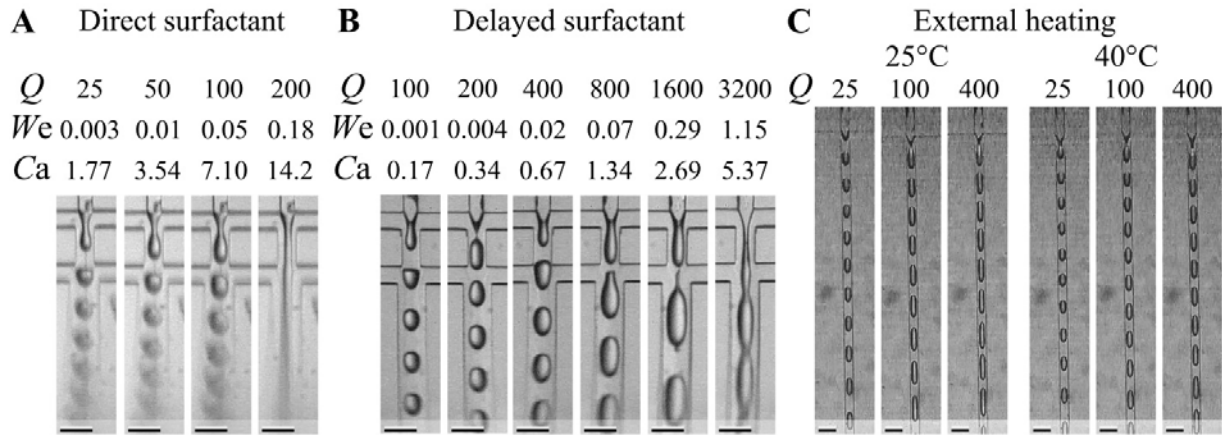 A Direct surfactant
Q 25 50 100 200
We 0.003 0.01 0.05 0.18
Ca 1.77 3.54 7.10 14.2
B Delayed surfactant
Q 100 200 400 800 1600 3200
We 0.001 0.004 0.02 0.07 0.29 1.15
Ca 0.17 0.34 0.67 1.34 2.69 5.37
C External heating
25°C 40°C
Q 25 100 400 25 100 400